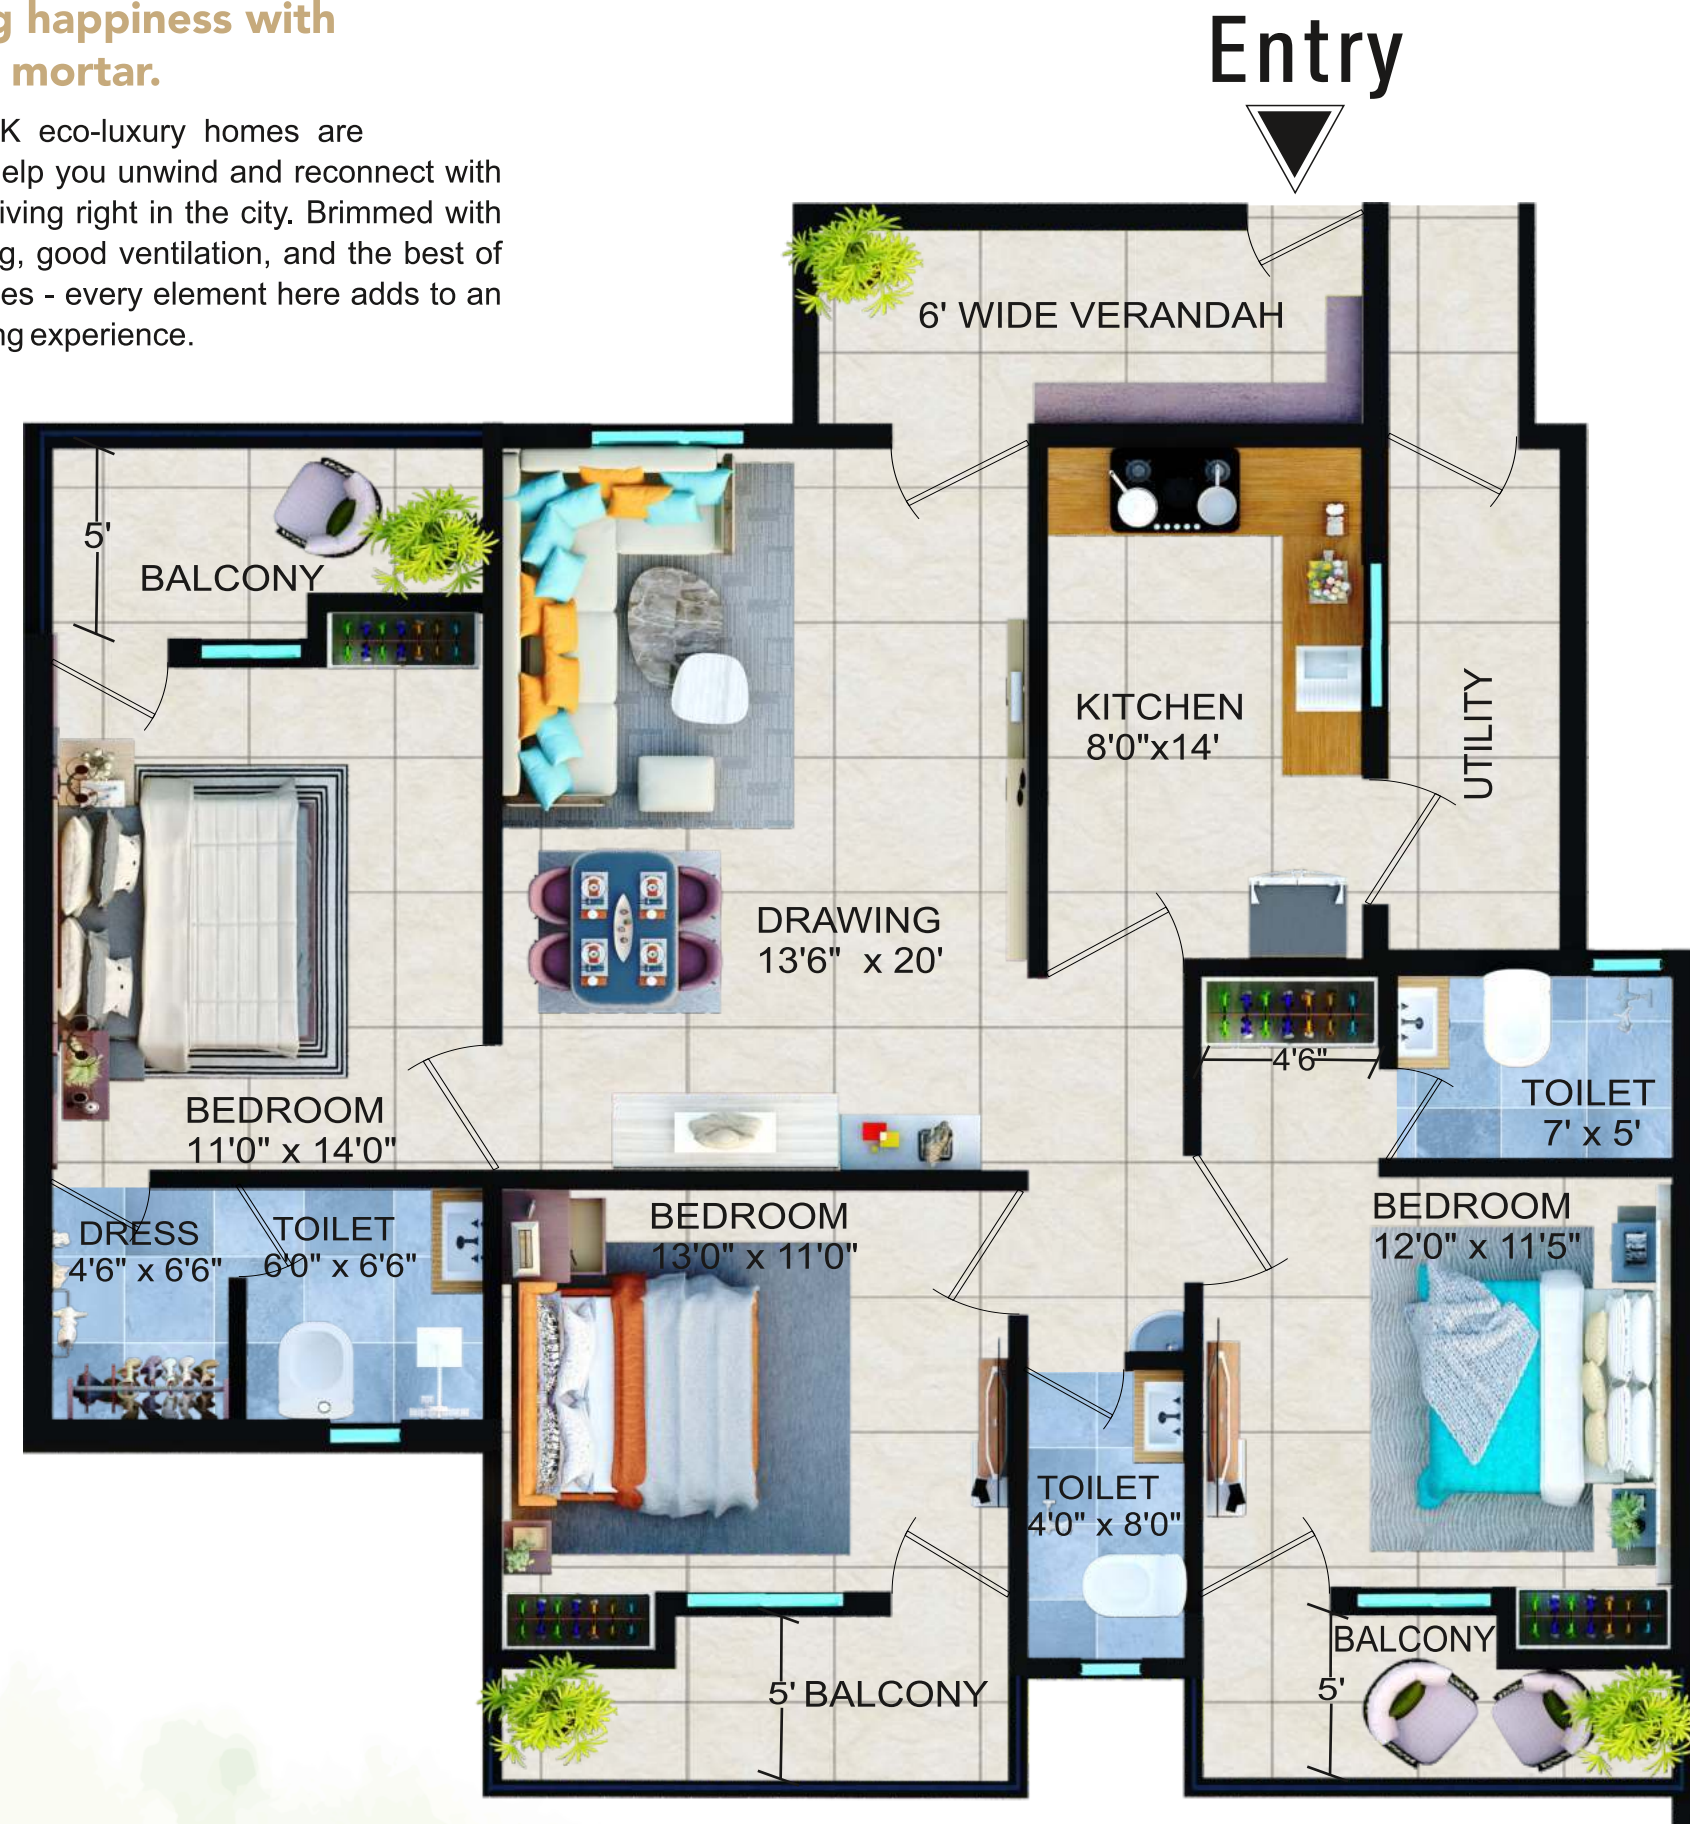 g happiness with
mortar.
K eco-luxury homes are
elp you unwind and reconnect with
iving right in the city. Brimmed with
g, good ventilation, and the best of
es - every element here adds to an
ng experience.
Entry
6' WIDE VERANDAH
5'
BALCONY
KITCHEN
8'0"x14'
UTILITY
DRAWING
13'6" x 20'
4'6"
TOILET
7' x 5'
BEDROOM
11'0" x 14'0"
DRESS
4'6" x 6'6"
TOILET
6'0" x 6'6"
BEDROOM
13'0" x 11'0"
BEDROOM
12'0" x 11'5"
TOILET
4'0" x 8'0"
5' BALCONY
BALCONY
5'